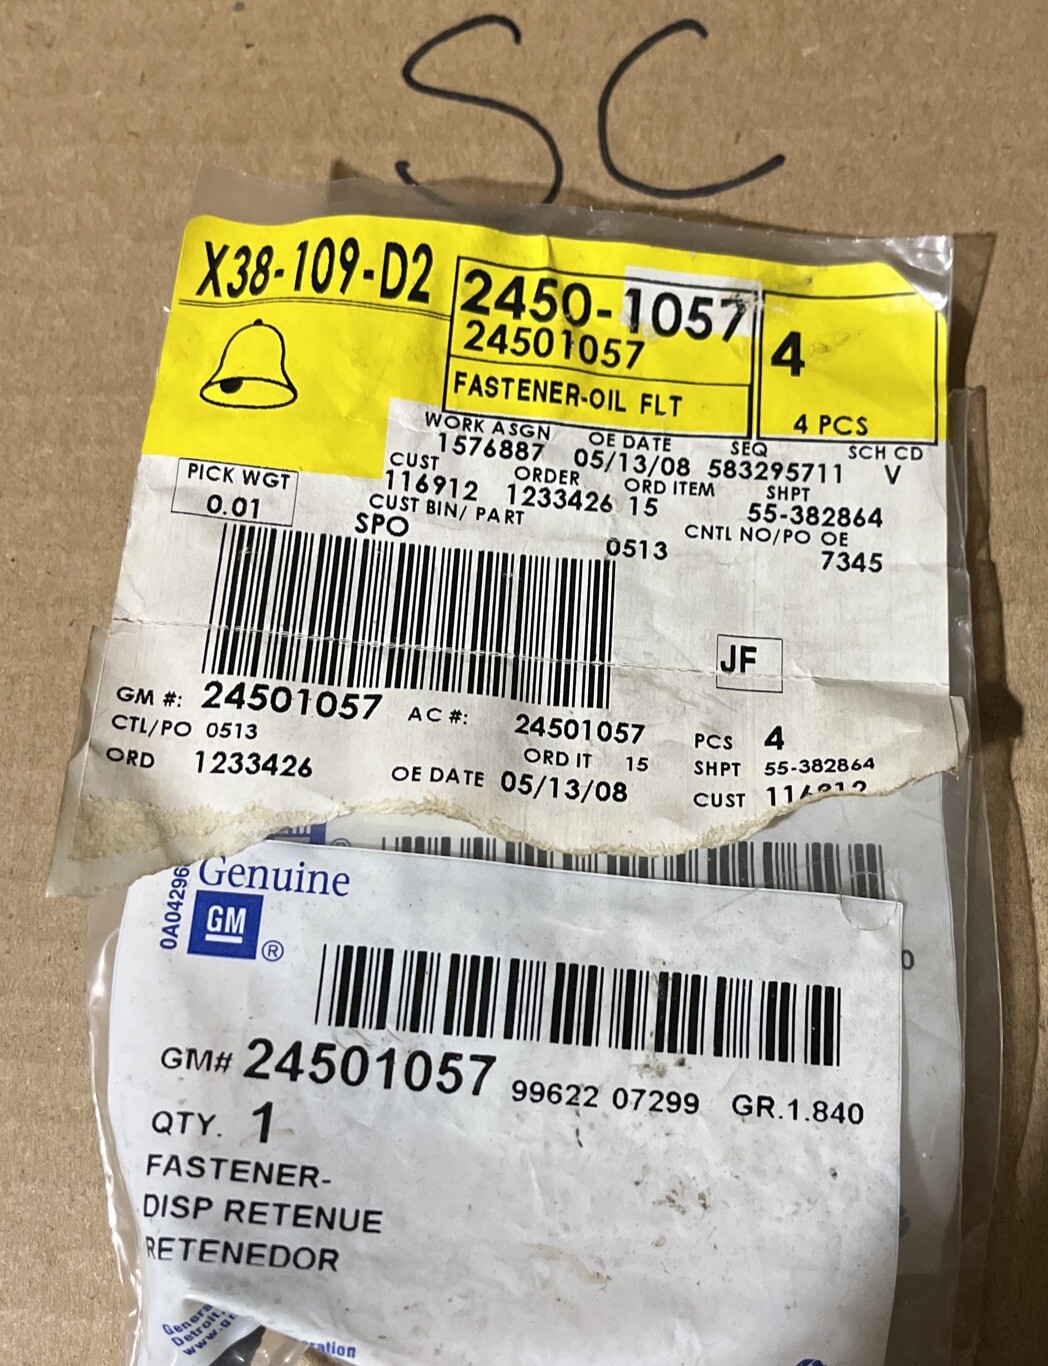 SC
X38-109-D2
2450-1057
24501057
FASTENER-OIL FLT
4
4 PCS
WORK ASGN OE DATE SEQ SCH CD
1576887 05/13/08 583295711 V
PICK WGT
0.01
CUST ORDER ORD ITEM SHPT
116912 1233426 15 55-382864
CUST BIN/ PART CNTL NO/PO OE
SPO 0513 7345
JF
GM #: 24501057 AC #: 24501057 PCS 4
CTL/PO 0513 ORD IT 15 SHPT 55-382864
ORD 1233426 OE DATE 05/13/08 CUST 116912
Genuine
GM
®
GM# 24501057 99622 07299 GR.1.840
QTY. 1
FASTENER-
DISP RETENUE
RETENEDOR